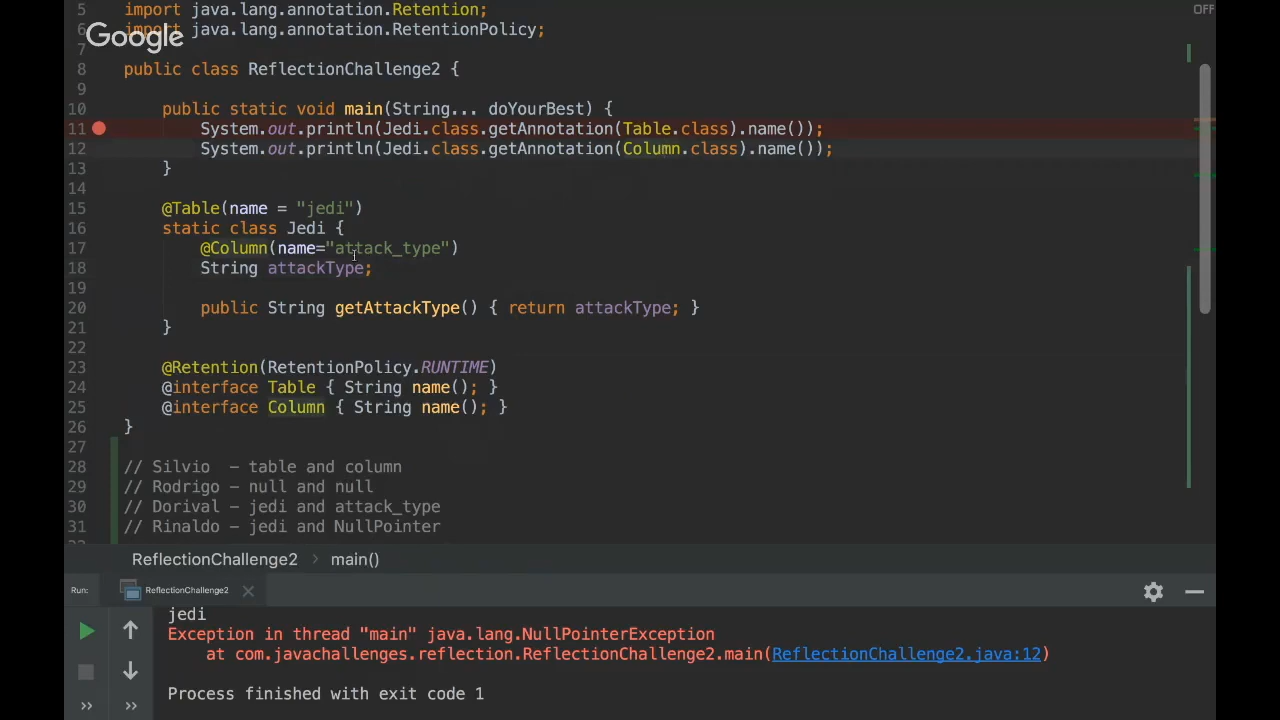 5 import java.lang.annotation.Retention;
Google
6 import java.lang.annotation.RetentionPolicy;
7
8 public class ReflectionChallenge2 {
9
10 public static void main(String... doYourBest) {
11 System.out.println(Jedi.class.getAnnotation(Table.class).name());
12 System.out.println(Jedi.class.getAnnotation(Column.class).name());
13 }
14
15 @Table(name = "jedi")
16 static class Jedi {
17 @Column(name="attack_type")
18 String attackType;
19
20 public String getAttackType() { return attackType; }
21 }
22
23 @Retention(RetentionPolicy.RUNTIME)
24 @interface Table { String name(); }
25 @interface Column { String name(); }
26 }
27
28 // Silvio – table and column
29 // Rodrigo – null and null
30 // Dorival – jedi and attack_type
31 // Rinaldo – jedi and NullPointer
OFF
ReflectionChallenge2 > main()
Run: ReflectionChallenge2
jedi
Exception in thread "main" java.lang.NullPointerException
at com.javachallenges.reflection.ReflectionChallenge2.main(ReflectionChallenge2.java:12)
Process finished with exit code 1